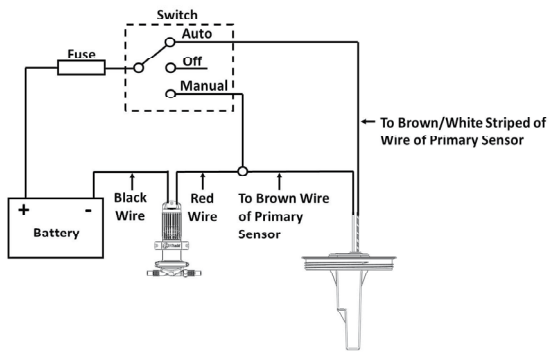 Switch
Auto
Fuse
Off
Manual
To Brown/White Striped of
Wire of Primary Sensor
Black
Wire
Red
Wire
To Brown Wire
of Primary
Sensor
+ -
Battery